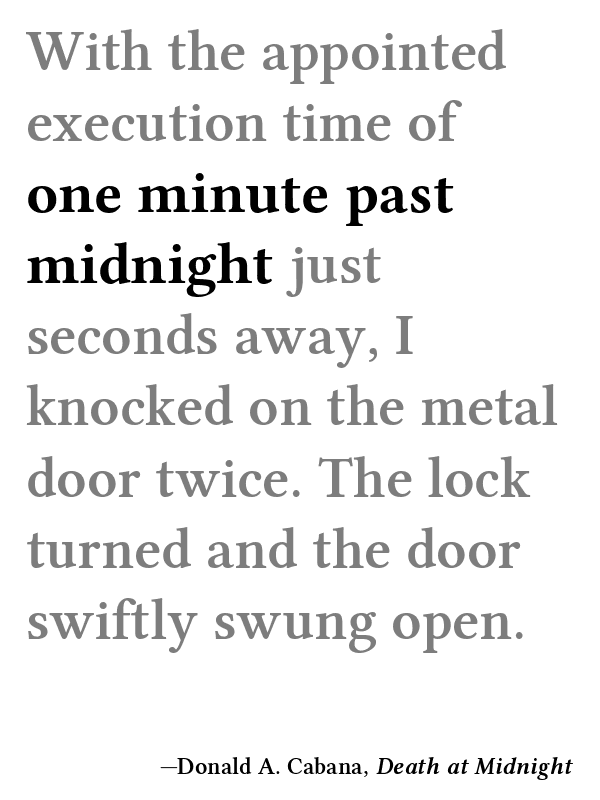 With the appointed
execution time of
one minute past
midnight just
seconds away, I
knocked on the metal
door twice. The lock
turned and the door
swiftly swung open.
—Donald A. Cabana, Death at Midnight